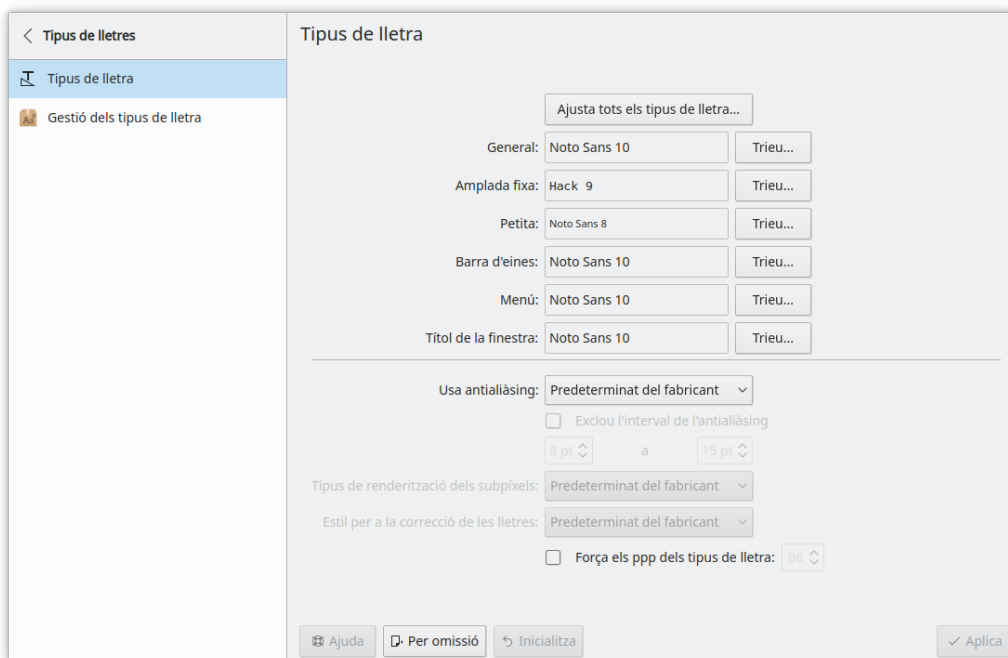 Tipus de lletres
Tipus de lletra
Gestió dels tipus de lletra
Tipus de lletra
Ajusta tots els tipus de lletra...
General: Noto Sans 10 Trieu...
Amplada fixa: Hack 9 Trieu...
Petita: Noto Sans 8 Trieu...
Barra d'eines: Noto Sans 10 Trieu...
Menú: Noto Sans 10 Trieu...
Títol de la finestra: Noto Sans 10 Trieu...
Usa antialiàsing: Predeterminat del fabricant
Exclou l'interval de l'antialiàsing
8 pt a 15 pt
Tipus de renderització dels subpíxels: Predeterminat del fabricant
Estil per a la correcció de les lletres: Predeterminat del fabricant
Força els ppp dels tipus de lletra: 96
Ajuda Per omissió Inicialitza Aplica